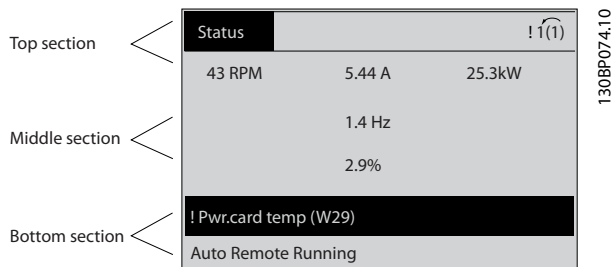 Top section
Status
! 1(1)
43 RPM 5.44 A 25.3kW
Middle section
1.4 Hz
2.9%
Bottom section
! Pwr.card temp (W29)
Auto Remote Running
130BP074.10